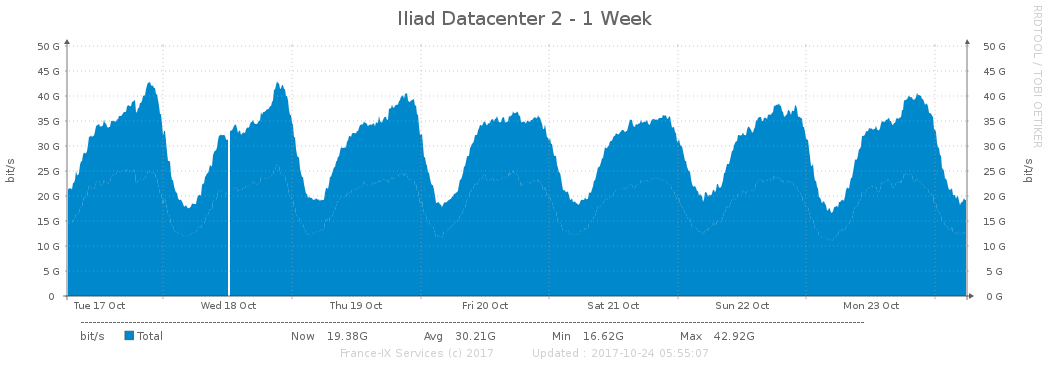 Iliad Datacenter 2 - 1 Week
RRDTOOL / TOBI OETIKER
50 G 50 G
45 G 45 G
40 G 40 G
35 G 35 G
30 G 30 G
25 G 25 G
20 G 20 G
15 G 15 G
10 G 10 G
5 G 5 G
0 0 G
bit/s
bit/s
Tue 17 Oct Wed 18 Oct Thu 19 Oct Fri 20 Oct Sat 21 Oct Sun 22 Oct Mon 23 Oct
bit/s Total Now 19.38G Avg 30.21G Min 16.62G Max 42.92G
France-IX Services (c) 2017 Updated : 2017-10-24 05:55:07